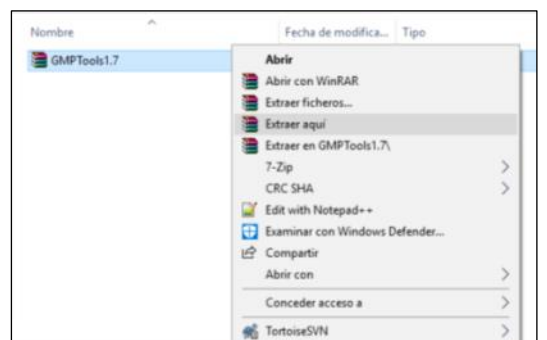 Nombre Fecha de modifica... Tipo
GMPTools1.7
Abrir
Abrir con WinRAR
Extraer ficheros...
Extraer aquí
Extraer en GMPTools1.7\
7-Zip
CRC SHA
Edit with Notepad++
Examinar con Windows Defender...
Compartir
Abrir con
Conceder acceso a
TortoiseSVN